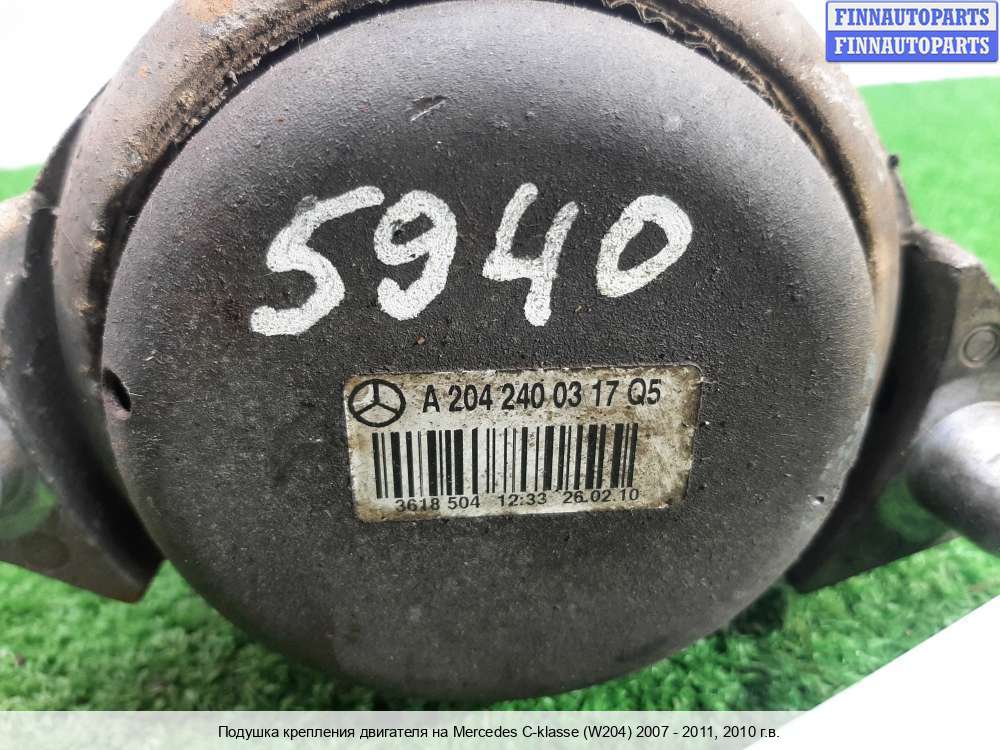 FINNAUTOPARTS
FINNAUTOPARTS
5940
A 204 240 03 17 Q5
3618 504 12:33 26.02.10
Подушка крепления двигателя на Mercedes C-klasse (W204) 2007 - 2011, 2010 г.в.